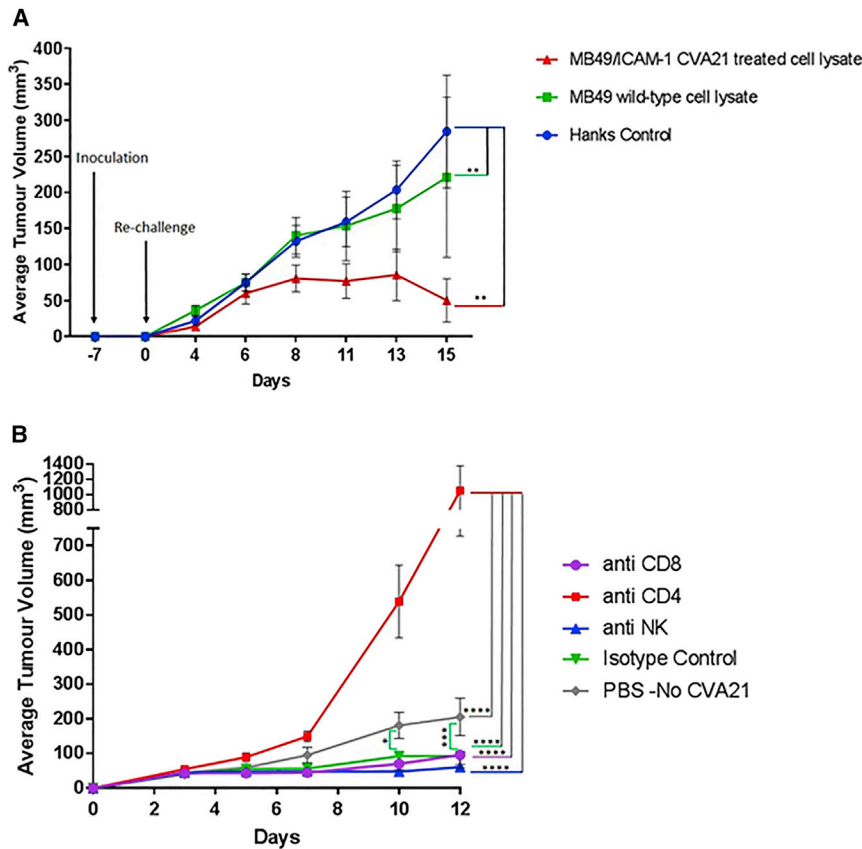 A
Average Tumour Volume (mm³)
400
350
300
250
200
150
100
50
0
Inoculation
Re-challenge
-7 0 4 6 8 11 13 15
Days
MB49/ICAM-1 CVA21 treated cell lysate
MB49 wild-type cell lysate
Hanks Control
**
**
B
Average Tumour Volume (mm³)
1400
1200
1000
800
700
600
500
400
300
200
100
0
0 2 4 6 8 10 12
Days
anti CD8
anti CD4
anti NK
Isotype Control
PBS -No CVA21
****
*
***
****
****
****